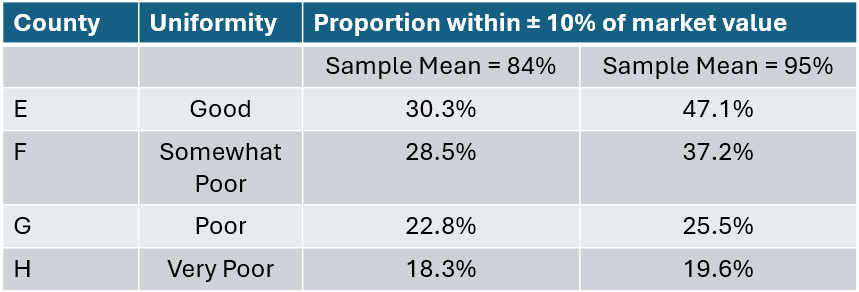 County Uniformity Proportion within ± 10% of market value
Sample Mean = 84% Sample Mean = 95%
E Good 30.3% 47.1%
F Somewhat Poor 28.5% 37.2%
G Poor 22.8% 25.5%
H Very Poor 18.3% 19.6%